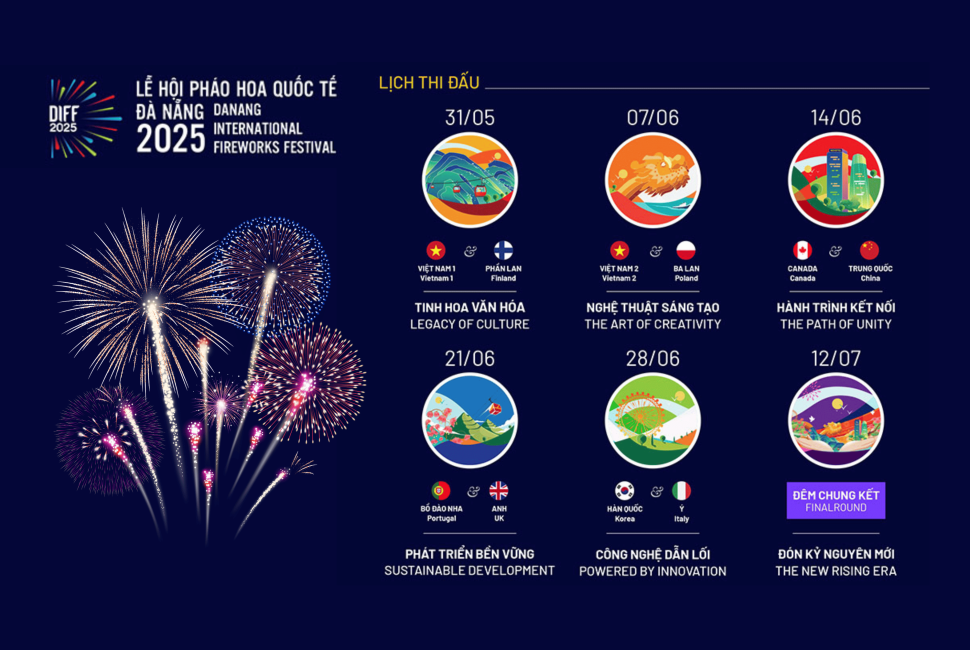 DIFF
2025
LỄ HỘI PHÁO HOA QUỐC TẾ
ĐÀ NẴNG
2025
DANANG
INTERNATIONAL
FIREWORKS FESTIVAL
LỊCH THI ĐẤU
31/05
VIỆT NAM 1
Vietnam 1
&
PHẦN LAN
Finland
TINH HOA VĂN HÓA
LEGACY OF CULTURE
07/06
VIỆT NAM 2
Vietnam 2
&
BA LAN
Poland
NGHỆ THUẬT SÁNG TẠO
THE ART OF CREATIVITY
14/06
CANADA
Canada
&
TRUNG QUỐC
China
HÀNH TRÌNH KẾT NỐI
THE PATH OF UNITY
21/06
BỒ ĐÀO NHA
Portugal
&
ANH
UK
PHÁT TRIỂN BỀN VỮNG
SUSTAINABLE DEVELOPMENT
28/06
HÀN QUỐC
Korea
&
Ý
Italy
CÔNG NGHỆ DẪN LỐI
POWERED BY INNOVATION
12/07
ĐÊM CHUNG KẾT
FINALROUND
ĐÓN KỶ NGUYÊN MỚI
THE NEW RISING ERA